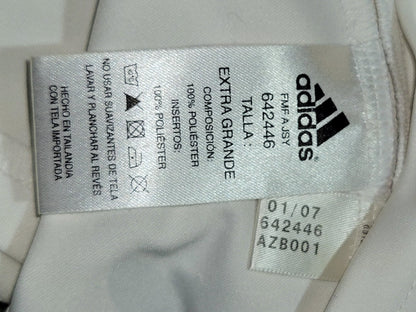 adidas
FMF A JSY
642446
TALLA :
EXTRA GRANDE
COMPOSICIÓN:
100% POLIÉSTER
INSERTOS:
100% POLIÉSTER
NO USAR SUAVIZANTES DE TELA
LAVAR Y PLANCHAR AL REVÉS
HECHO EN TAILANDIA
CON TELA IMPORTADA
01/07
642446
AZB001